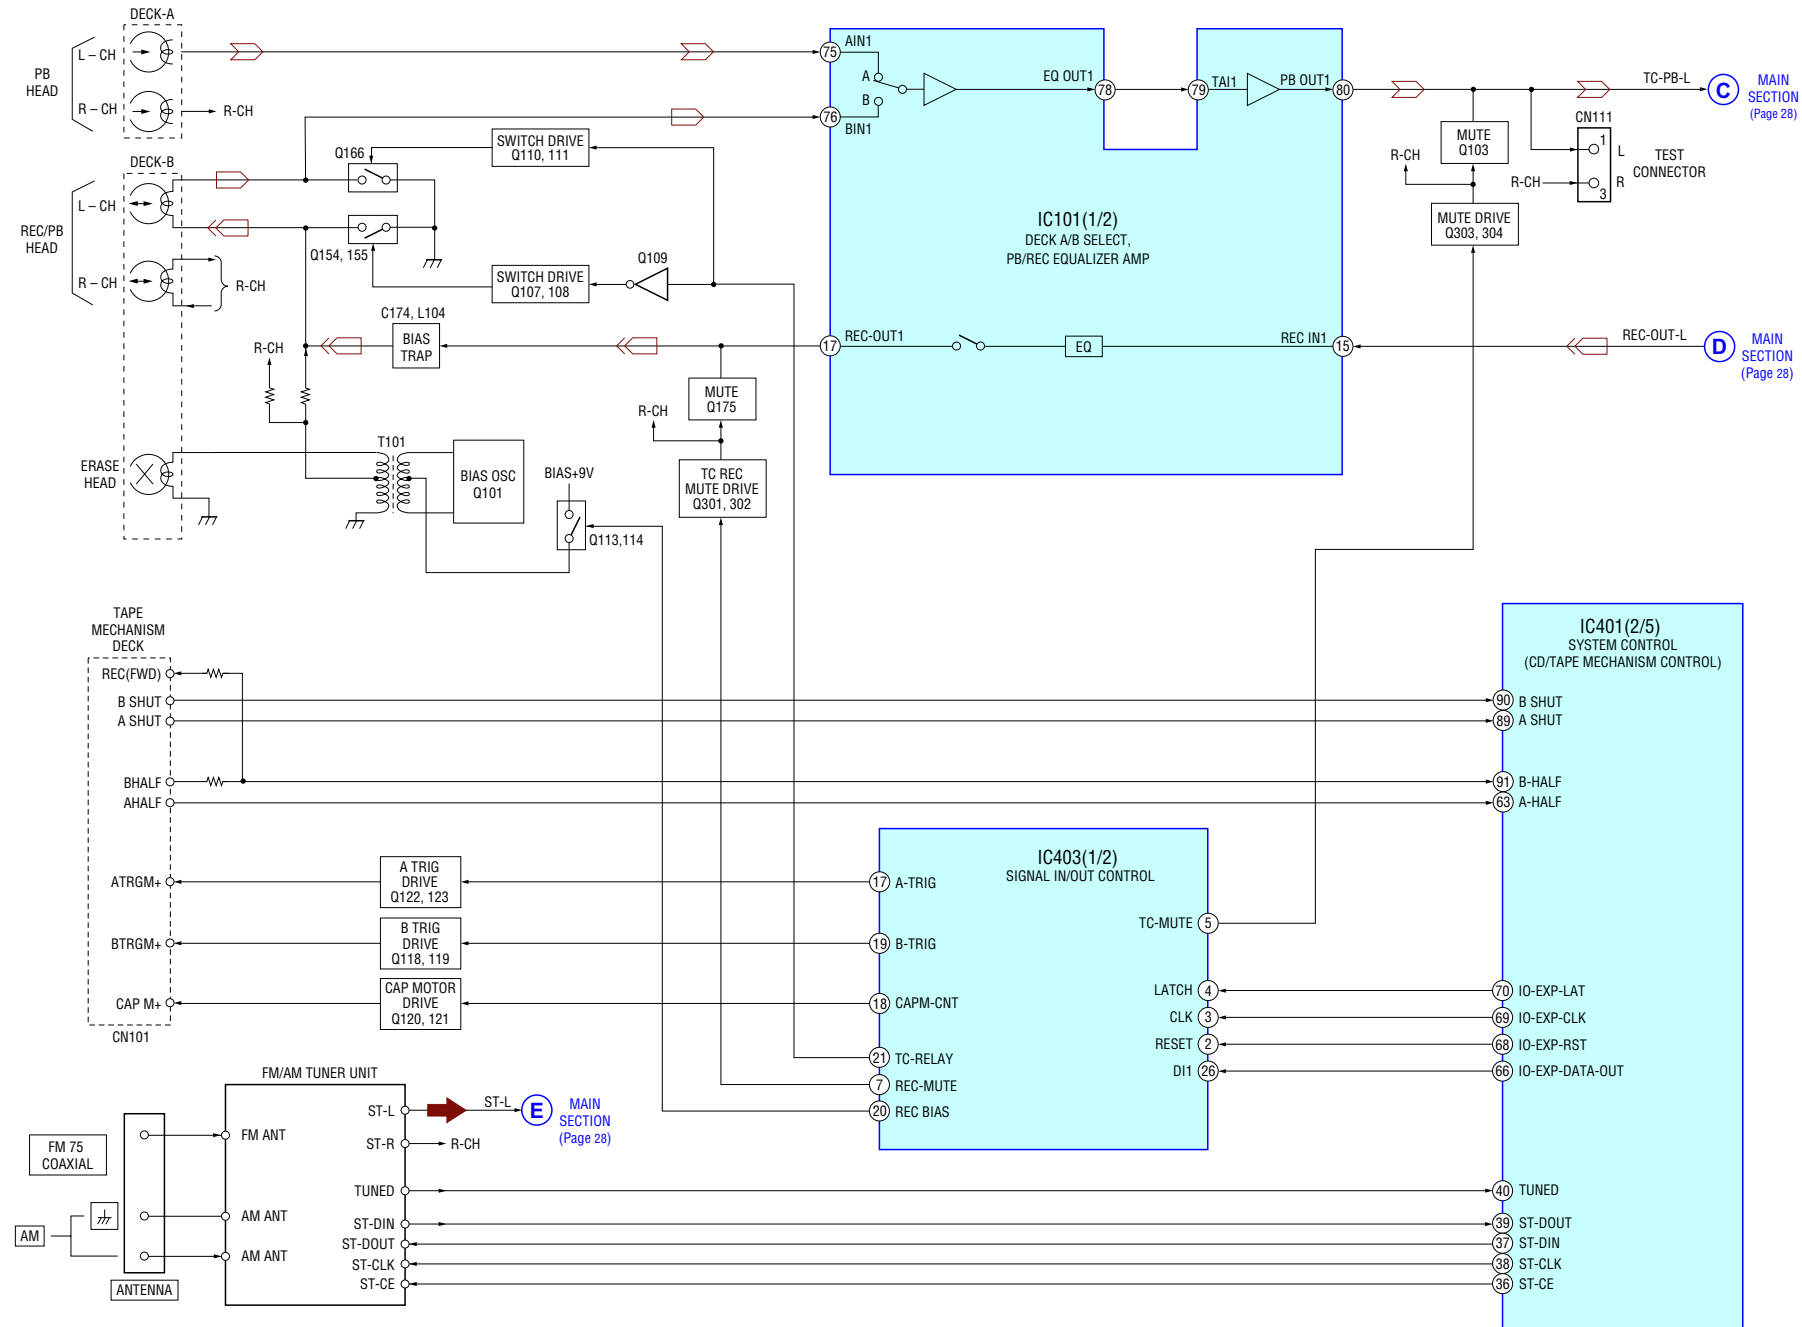 DECK-A
PB
HEAD
L – CH
R – CH
R-CH
DECK-B
REC/PB
HEAD
L – CH
R – CH
R-CH
ERASE
HEAD
Q166
SWITCH DRIVE
Q110, 111
Q154, 155
SWITCH DRIVE
Q107, 108
Q109
C174, L104
BIAS
TRAP
R-CH
T101
BIAS OSC
Q101
BIAS+9V
Q113,114
R-CH
MUTE
Q175
TC REC
MUTE DRIVE
Q301, 302
75
AIN1
A
B
76
BIN1
EQ OUT1
78
79
TAI1
PB OUT1
80
IC101(1/2)
DECK A/B SELECT,
PB/REC EQUALIZER AMP
17
REC-OUT1
EQ
REC IN1
15
TC-PB-L
C
MAIN
SECTION
(Page 28)
MUTE
Q103
R-CH
MUTE DRIVE
Q303, 304
CN111
1
L
R-CH
R
3
TEST
CONNECTOR
REC-OUT-L
D
MAIN
SECTION
(Page 28)
TAPE
MECHANISM
DECK
REC(FWD)
B SHUT
A SHUT
BHALF
AHALF
ATRGM+
BTRGM+
CAP M+
CN101
A TRIG
DRIVE
Q122, 123
B TRIG
DRIVE
Q118, 119
CAP MOTOR
DRIVE
Q120, 121
IC403(1/2)
SIGNAL IN/OUT CONTROL
17 A-TRIG
19 B-TRIG
18 CAPM-CNT
21 TC-RELAY
7 REC-MUTE
20 REC BIAS
TC-MUTE 5
LATCH 4
CLK 3
RESET 2
DI1 26
IC401(2/5)
SYSTEM CONTROL
(CD/TAPE MECHANISM CONTROL)
90 B SHUT
89 A SHUT
91 B-HALF
63 A-HALF
70 IO-EXP-LAT
69 IO-EXP-CLK
68 IO-EXP-RST
66 IO-EXP-DATA-OUT
40 TUNED
39 ST-DOUT
37 ST-DIN
38 ST-CLK
36 ST-CE
FM/AM TUNER UNIT
FM 75
COAXIAL
AM
ANTENNA
FM ANT
AM ANT
AM ANT
ST-L
ST-R
TUNED
ST-DIN
ST-DOUT
ST-CLK
ST-CE
ST-L
R-CH
E
MAIN
SECTION
(Page 28)